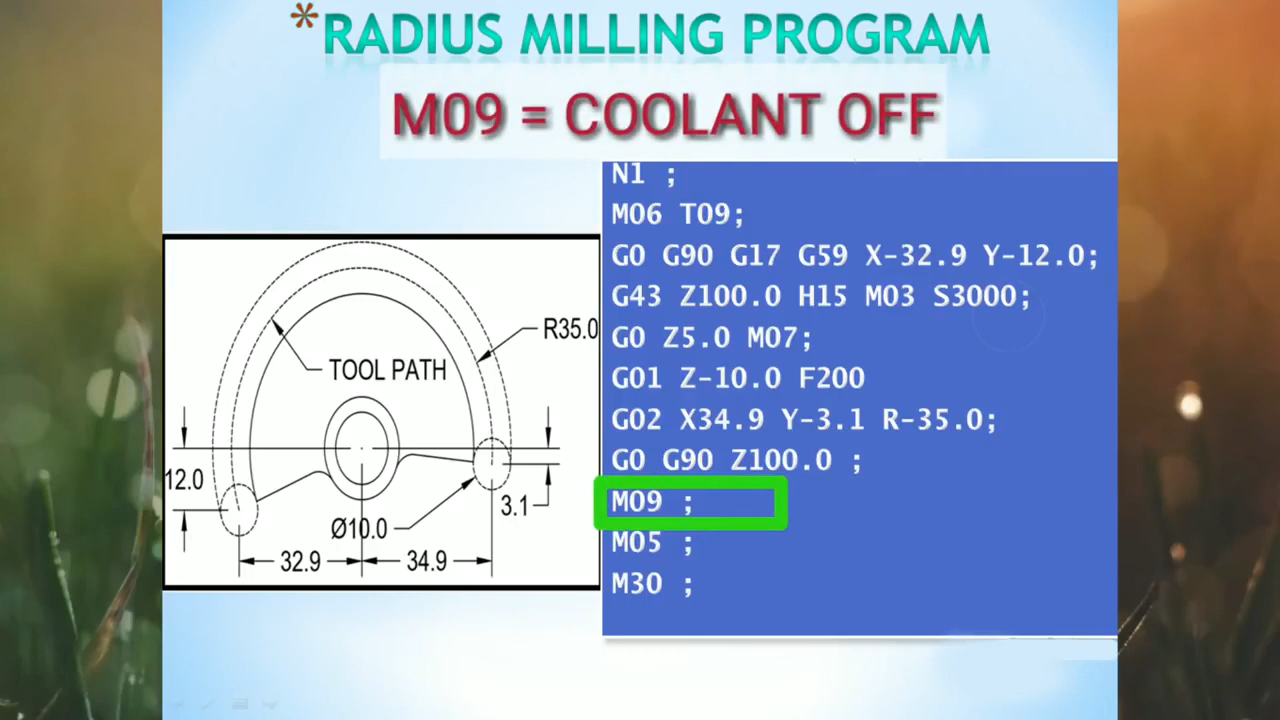 *RADIUS MILLING PROGRAM
M09 = COOLANT OFF
N1 ;
M06 T09;
G0 G90 G17 G59 X-32.9 Y-12.0;
G43 Z100.0 H15 M03 S3000;
G0 Z5.0 M07;
G01 Z-10.0 F200
G02 X34.9 Y-3.1 R-35.0;
G0 G90 Z100.0 ;
M09 ;
M05 ;
M30 ;
R35.0
TOOL PATH
12.0
3.1
Ø10.0
32.9
34.9